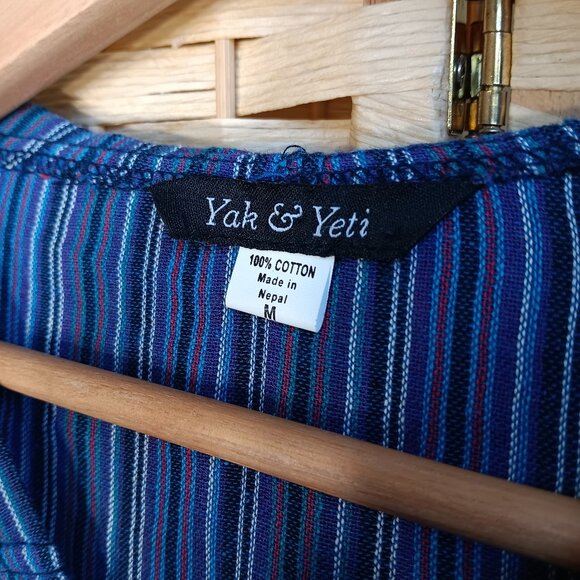 Yak & Yeti
100% COTTON
Made in
Nepal
M